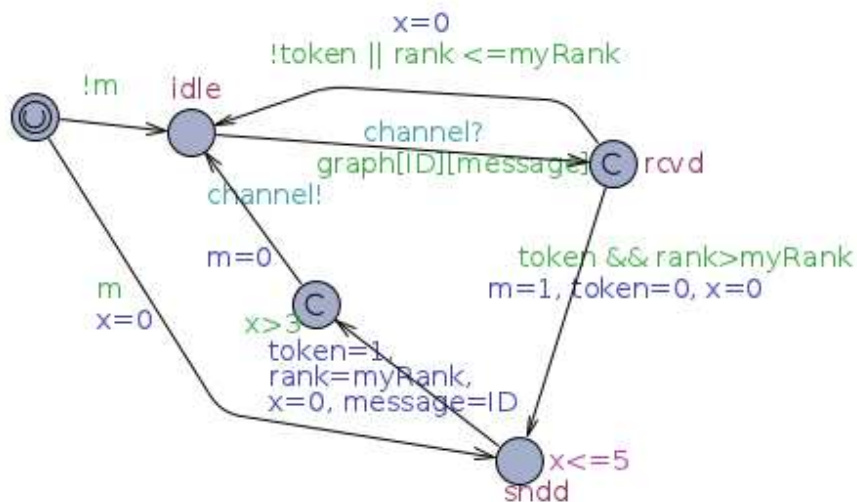 x=0
!token || rank <=myRank
!m
idle
channel?
graph[ID][message]
C
rcvd
channel!
m=0
token && rank>myRank
m=1, token=0, x=0
m
x=0
C
x>3
token=1,
rank=myRank,
x=0, message=ID
x<=5
sndd